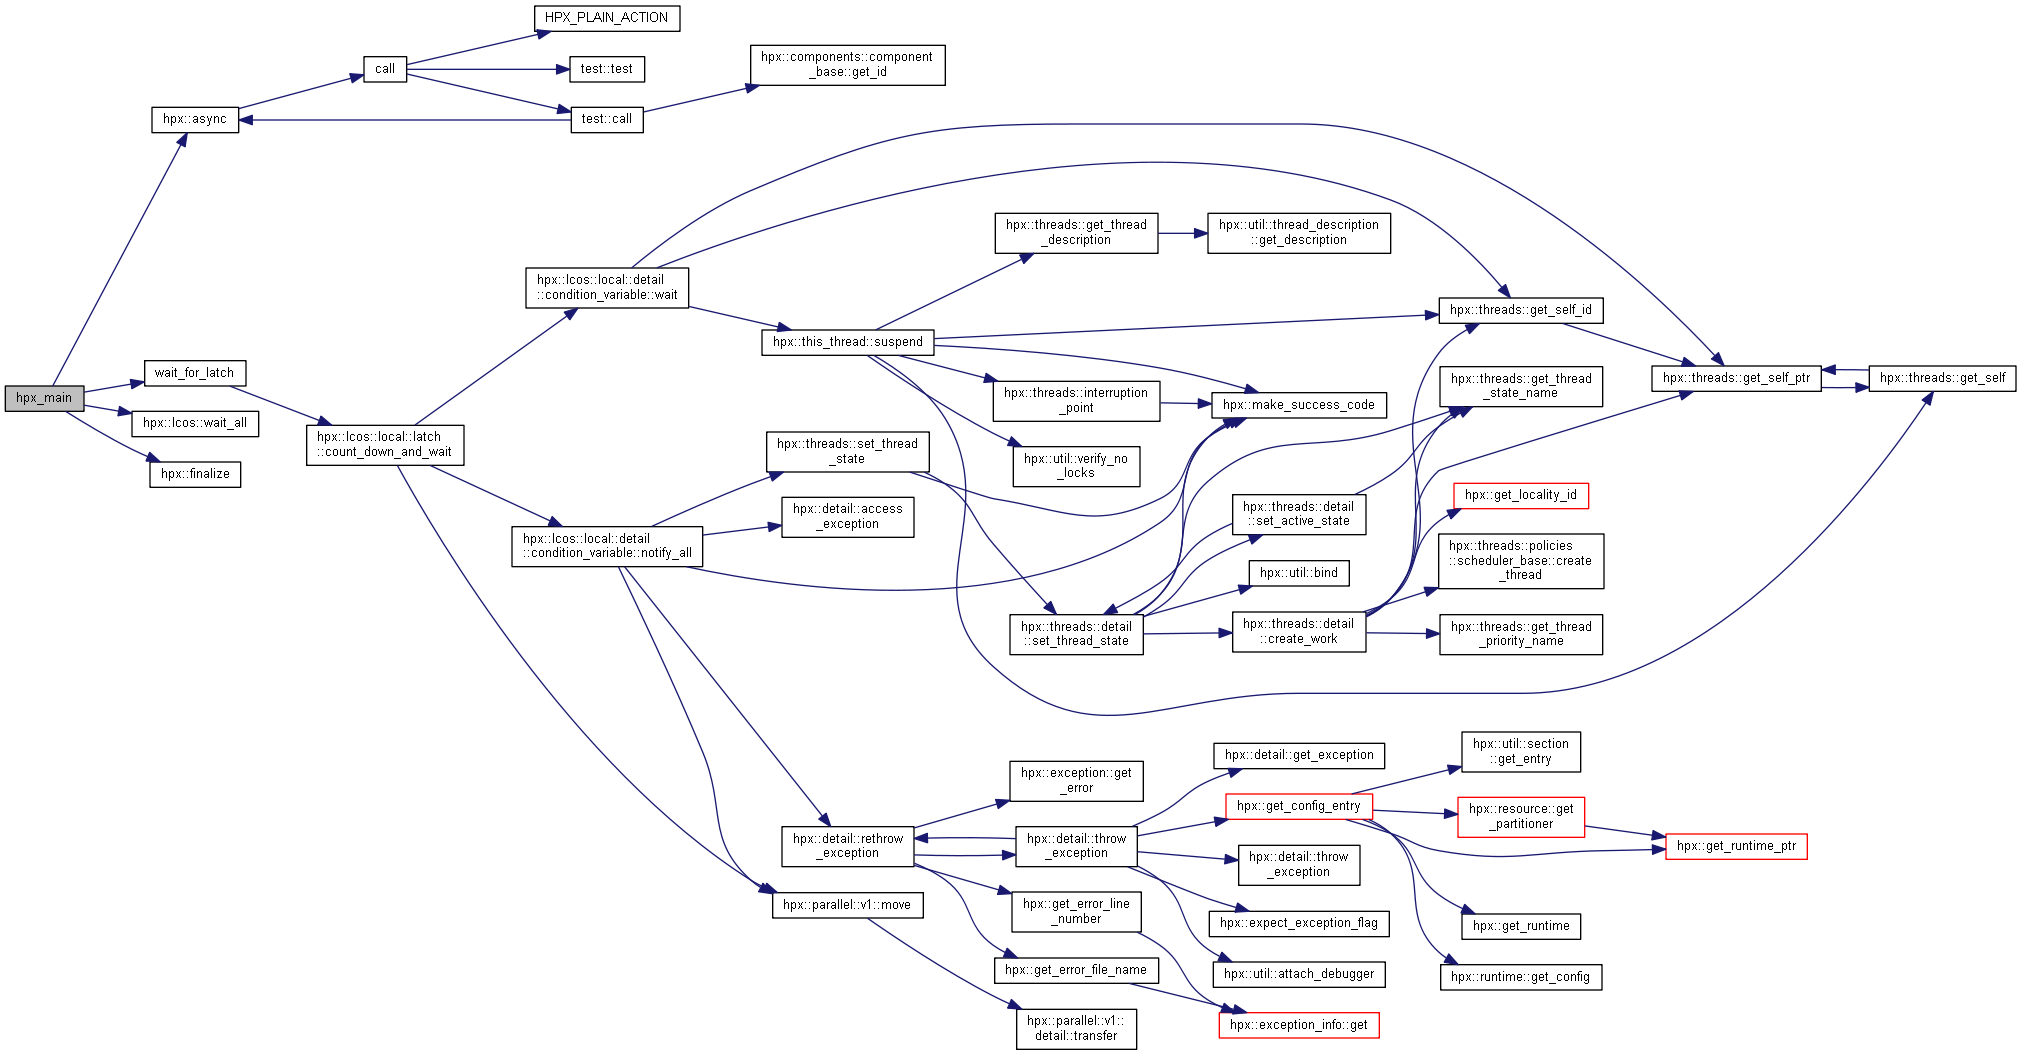 HPX_PLAIN_ACTION
call
test::test
hpx::components::component
_base::get_id
hpx::async
test::call
hpx_main
wait_for_latch
hpx::lcos::wait_all
hpx::finalize
hpx::lcos::local::latch
::count_down_and_wait
hpx::lcos::local::detail
::condition_variable::wait
hpx::this_thread::suspend
hpx::threads::get_thread
_description
hpx::util::thread_description
::get_description
hpx::threads::get_self_id
hpx::threads::get_self_ptr
hpx::threads::get_self
hpx::threads::interruption
_point
hpx::make_success_code
hpx::threads::get_thread
_state_name
hpx::util::verify_no
_locks
hpx::threads::set_thread
_state
hpx::detail::access
_exception
hpx::lcos::local::detail
::condition_variable::notify_all
hpx::threads::detail
::set_active_state
hpx::get_locality_id
hpx::threads::policies
::scheduler_base::create
_thread
hpx::util::bind
hpx::threads::detail
::set_thread_state
hpx::threads::detail
::create_work
hpx::threads::get_thread
_priority_name
hpx::detail::get_exception
hpx::util::section
::get_entry
hpx::exception::get
_error
hpx::get_config_entry
hpx::resource::get
_partitioner
hpx::get_runtime_ptr
hpx::detail::rethrow
_exception
hpx::detail::throw
_exception
hpx::detail::throw
_exception
hpx::parallel::v1::move
hpx::get_error_line
_number
hpx::expect_exception_flag
hpx::get_runtime
hpx::get_error_file_name
hpx::util::attach_debugger
hpx::runtime::get_config
hpx::parallel::v1::
detail::transfer
hpx::exception_info::get